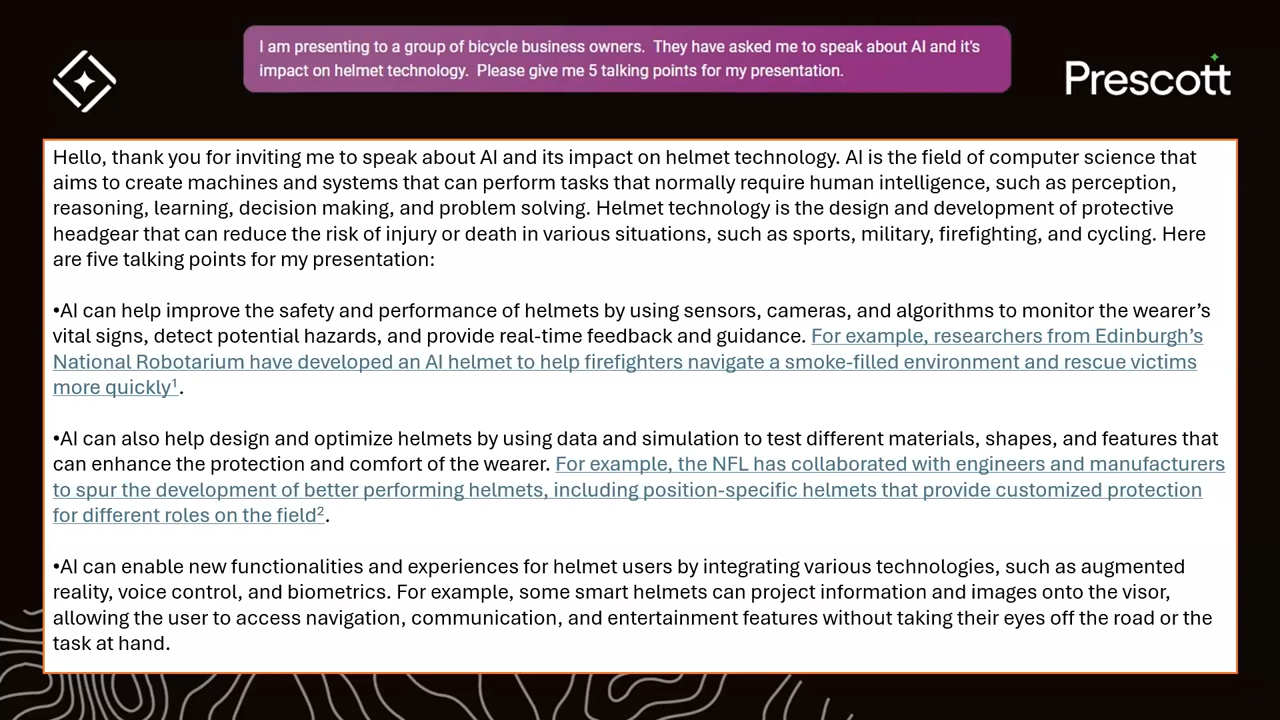 I am presenting to a group of bicycle business owners.  They have asked me to speak about AI and it's
impact on helmet technology.  Please give me 5 talking points for my presentation.
Prescott
Hello, thank you for inviting me to speak about AI and its impact on helmet technology. AI is the field of computer science that
aims to create machines and systems that can perform tasks that normally require human intelligence, such as perception,
reasoning, learning, decision making, and problem solving. Helmet technology is the design and development of protective
headgear that can reduce the risk of injury or death in various situations, such as sports, military, firefighting, and cycling. Here
are five talking points for my presentation:
•AI can help improve the safety and performance of helmets by using sensors, cameras, and algorithms to monitor the wearer’s
vital signs, detect potential hazards, and provide real-time feedback and guidance. For example, researchers from Edinburgh’s
National Robotarium have developed an AI helmet to help firefighters navigate a smoke-filled environment and rescue victims
more quickly¹.
•AI can also help design and optimize helmets by using data and simulation to test different materials, shapes, and features that
can enhance the protection and comfort of the wearer. For example, the NFL has collaborated with engineers and manufacturers
to spur the development of better performing helmets, including position-specific helmets that provide customized protection
for different roles on the field².
•AI can enable new functionalities and experiences for helmet users by integrating various technologies, such as augmented
reality, voice control, and biometrics. For example, some smart helmets can project information and images onto the visor,
allowing the user to access navigation, communication, and entertainment features without taking their eyes off the road or the
task at hand.